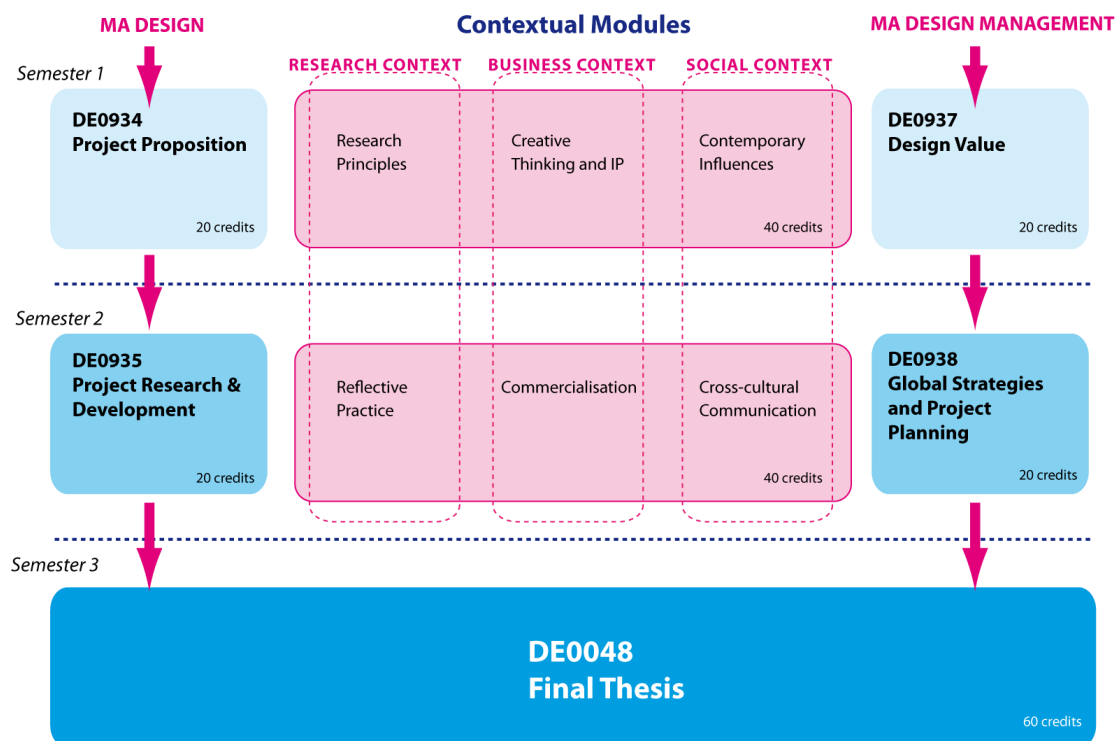 MA DESIGN
Contextual Modules
MA DESIGN MANAGEMENT
Semester 1
RESEARCH CONTEXT
BUSINESS CONTEXT
SOCIAL CONTEXT
DE0934
Project Proposition
20 credits
Research
Principles
Creative
Thinking and IP
Contemporary
Influences
40 credits
DE0937
Design Value
20 credits
Semester 2
DE0935
Project Research &
Development
20 credits
Reflective
Practice
Commercialisation
Cross-cultural
Communication
40 credits
DE0938
Global Strategies
and Project
Planning
20 credits
Semester 3
DE0048
Final Thesis
60 credits